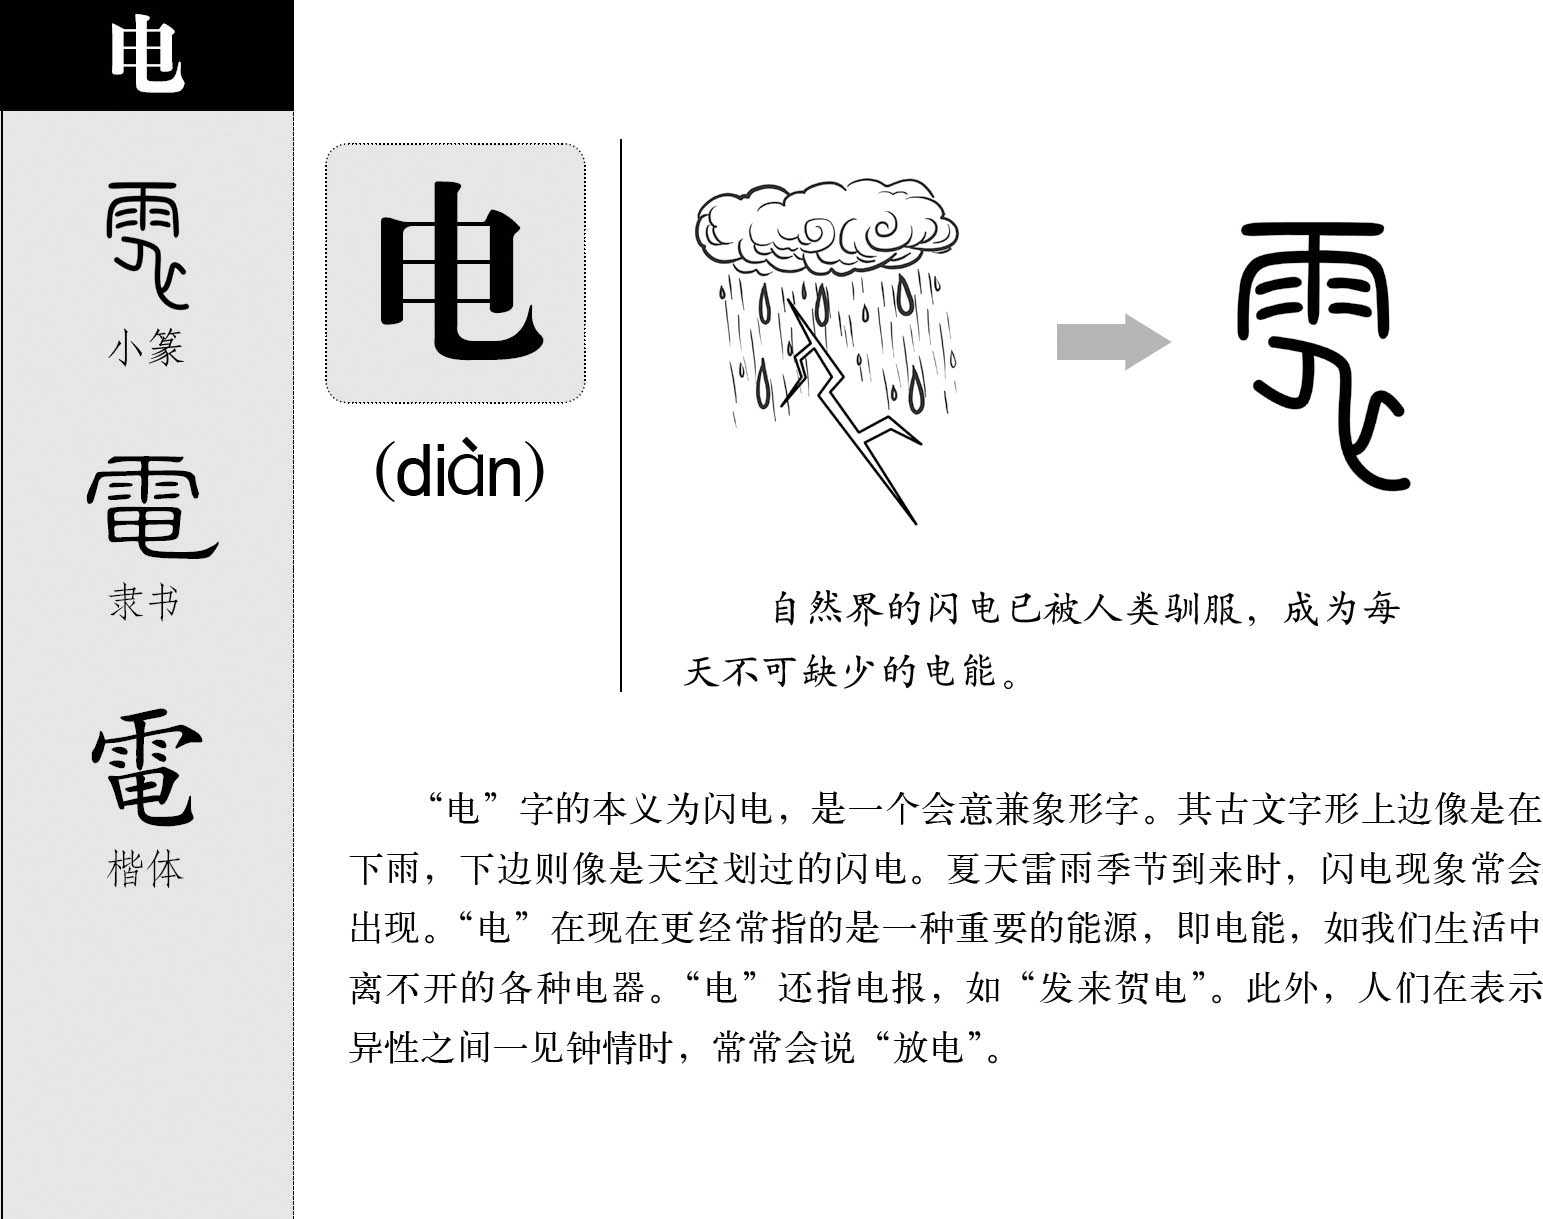 电
電
小篆
電
隶书
電
楷体
电
(diàn)
電
自然界的闪电已被人类驯服，成为每
天不可缺少的电能。
“电”字的本义为闪电，是一个会意兼象形字。其古文字形上边像是在
下雨，下边则像是天空划过的闪电。夏天雷雨季节到来时，闪电现象常会
出现。“电”在现在更经常指的是一种重要的能源，即电能，如我们生活中
离不开的各种电器。“电”还指电报，如“发来贺电”。此外，人们在表示
异性之间一见钟情时，常常会说“放电”。